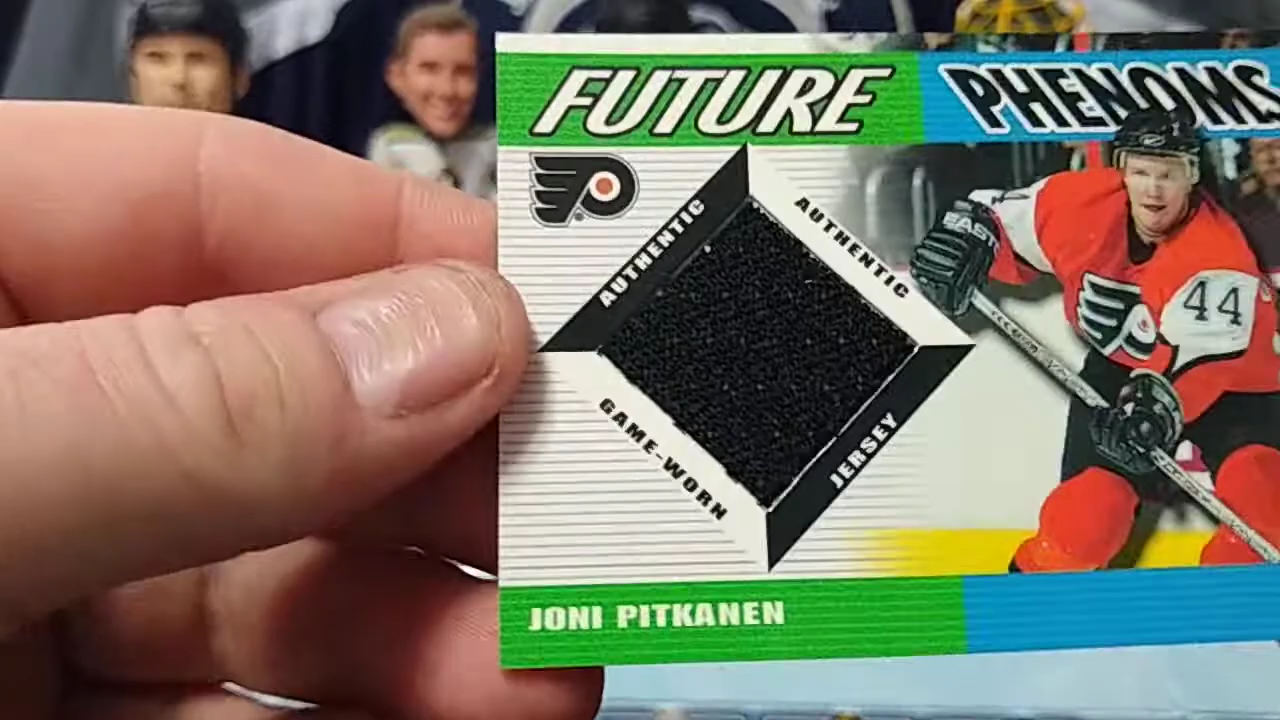 FUTURE PHENOMS
AUTHENTIC
AUTHENTIC
GAME-WORN
JERSEY
EAST
44
JONI PITKANEN